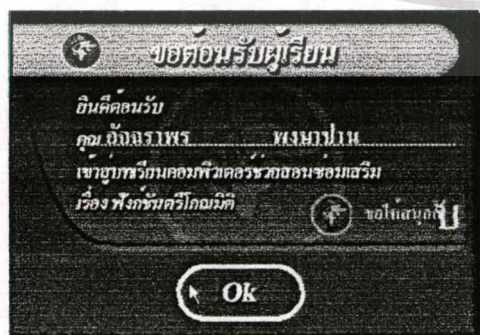 ขอต้อนรับผู้เรียน
ยินดีต้อนรับ
คุณ อัจฉราพร พงษาปาน
เข้าสู่บทเรียนคอมพิวเตอร์ช่วยสอนซ่อมเสริม
เรื่อง ฟังก์ชันตรีโกณมิติ
ขอให้สนุกกับ
Ok